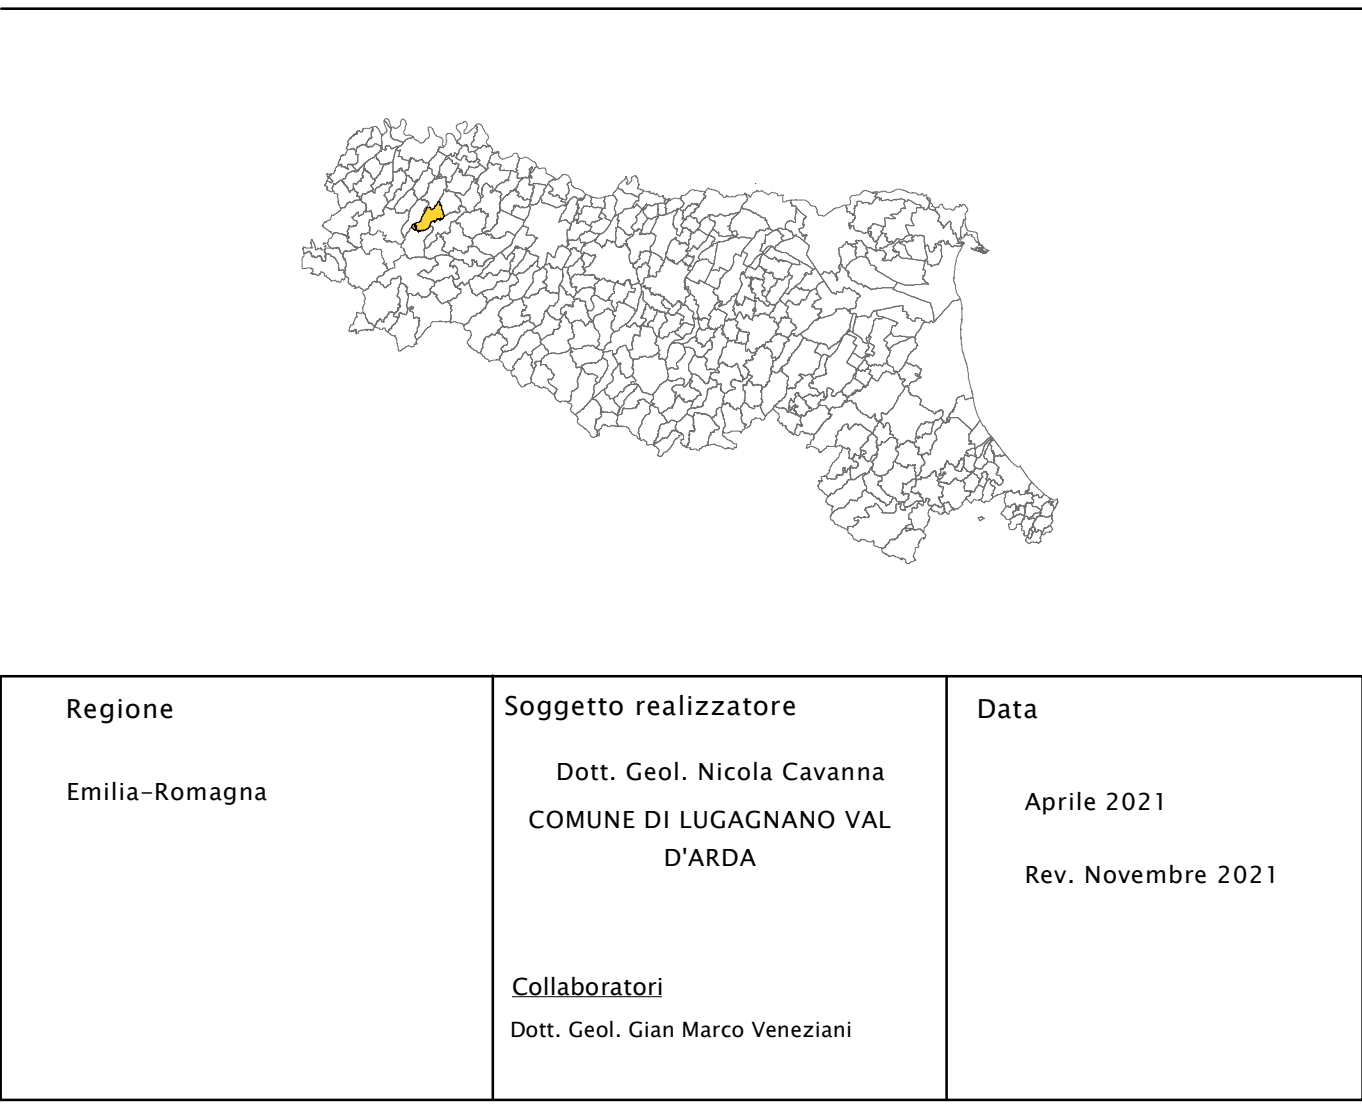 Regione
Emilia-Romagna
Soggetto realizzatore
Dott. Geol. Nicola Cavanna
COMUNE DI LUGAGNANO VAL
D'ARDA
Collaboratori
Dott. Geol. Gian Marco Veneziani
Data
Aprile 2021
Rev. Novembre 2021